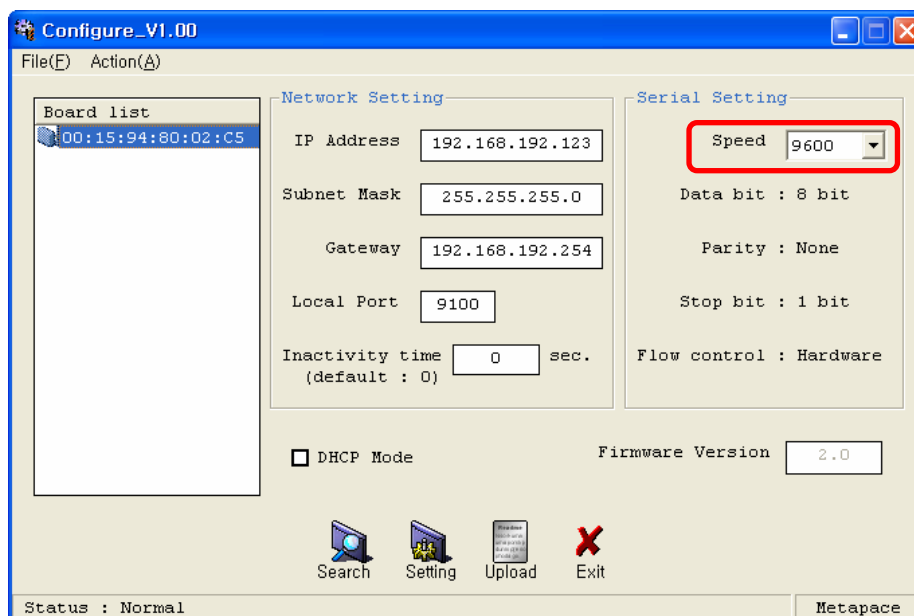 Configure_V1.00
File(F) Action(A)
Board list
00:15:94:80:02:C5
Network Setting
IP Address 192.168.192.123
Subnet Mask 255.255.255.0
Gateway 192.168.192.254
Local Port 9100
Inactivity time 0 sec.
(default : 0)
Serial Setting
Speed 9600
Data bit : 8 bit
Parity : None
Stop bit : 1 bit
Flow control : Hardware
DHCP Mode
Firmware Version 2.0
Search Setting Upload Exit
Status : Normal Metapace